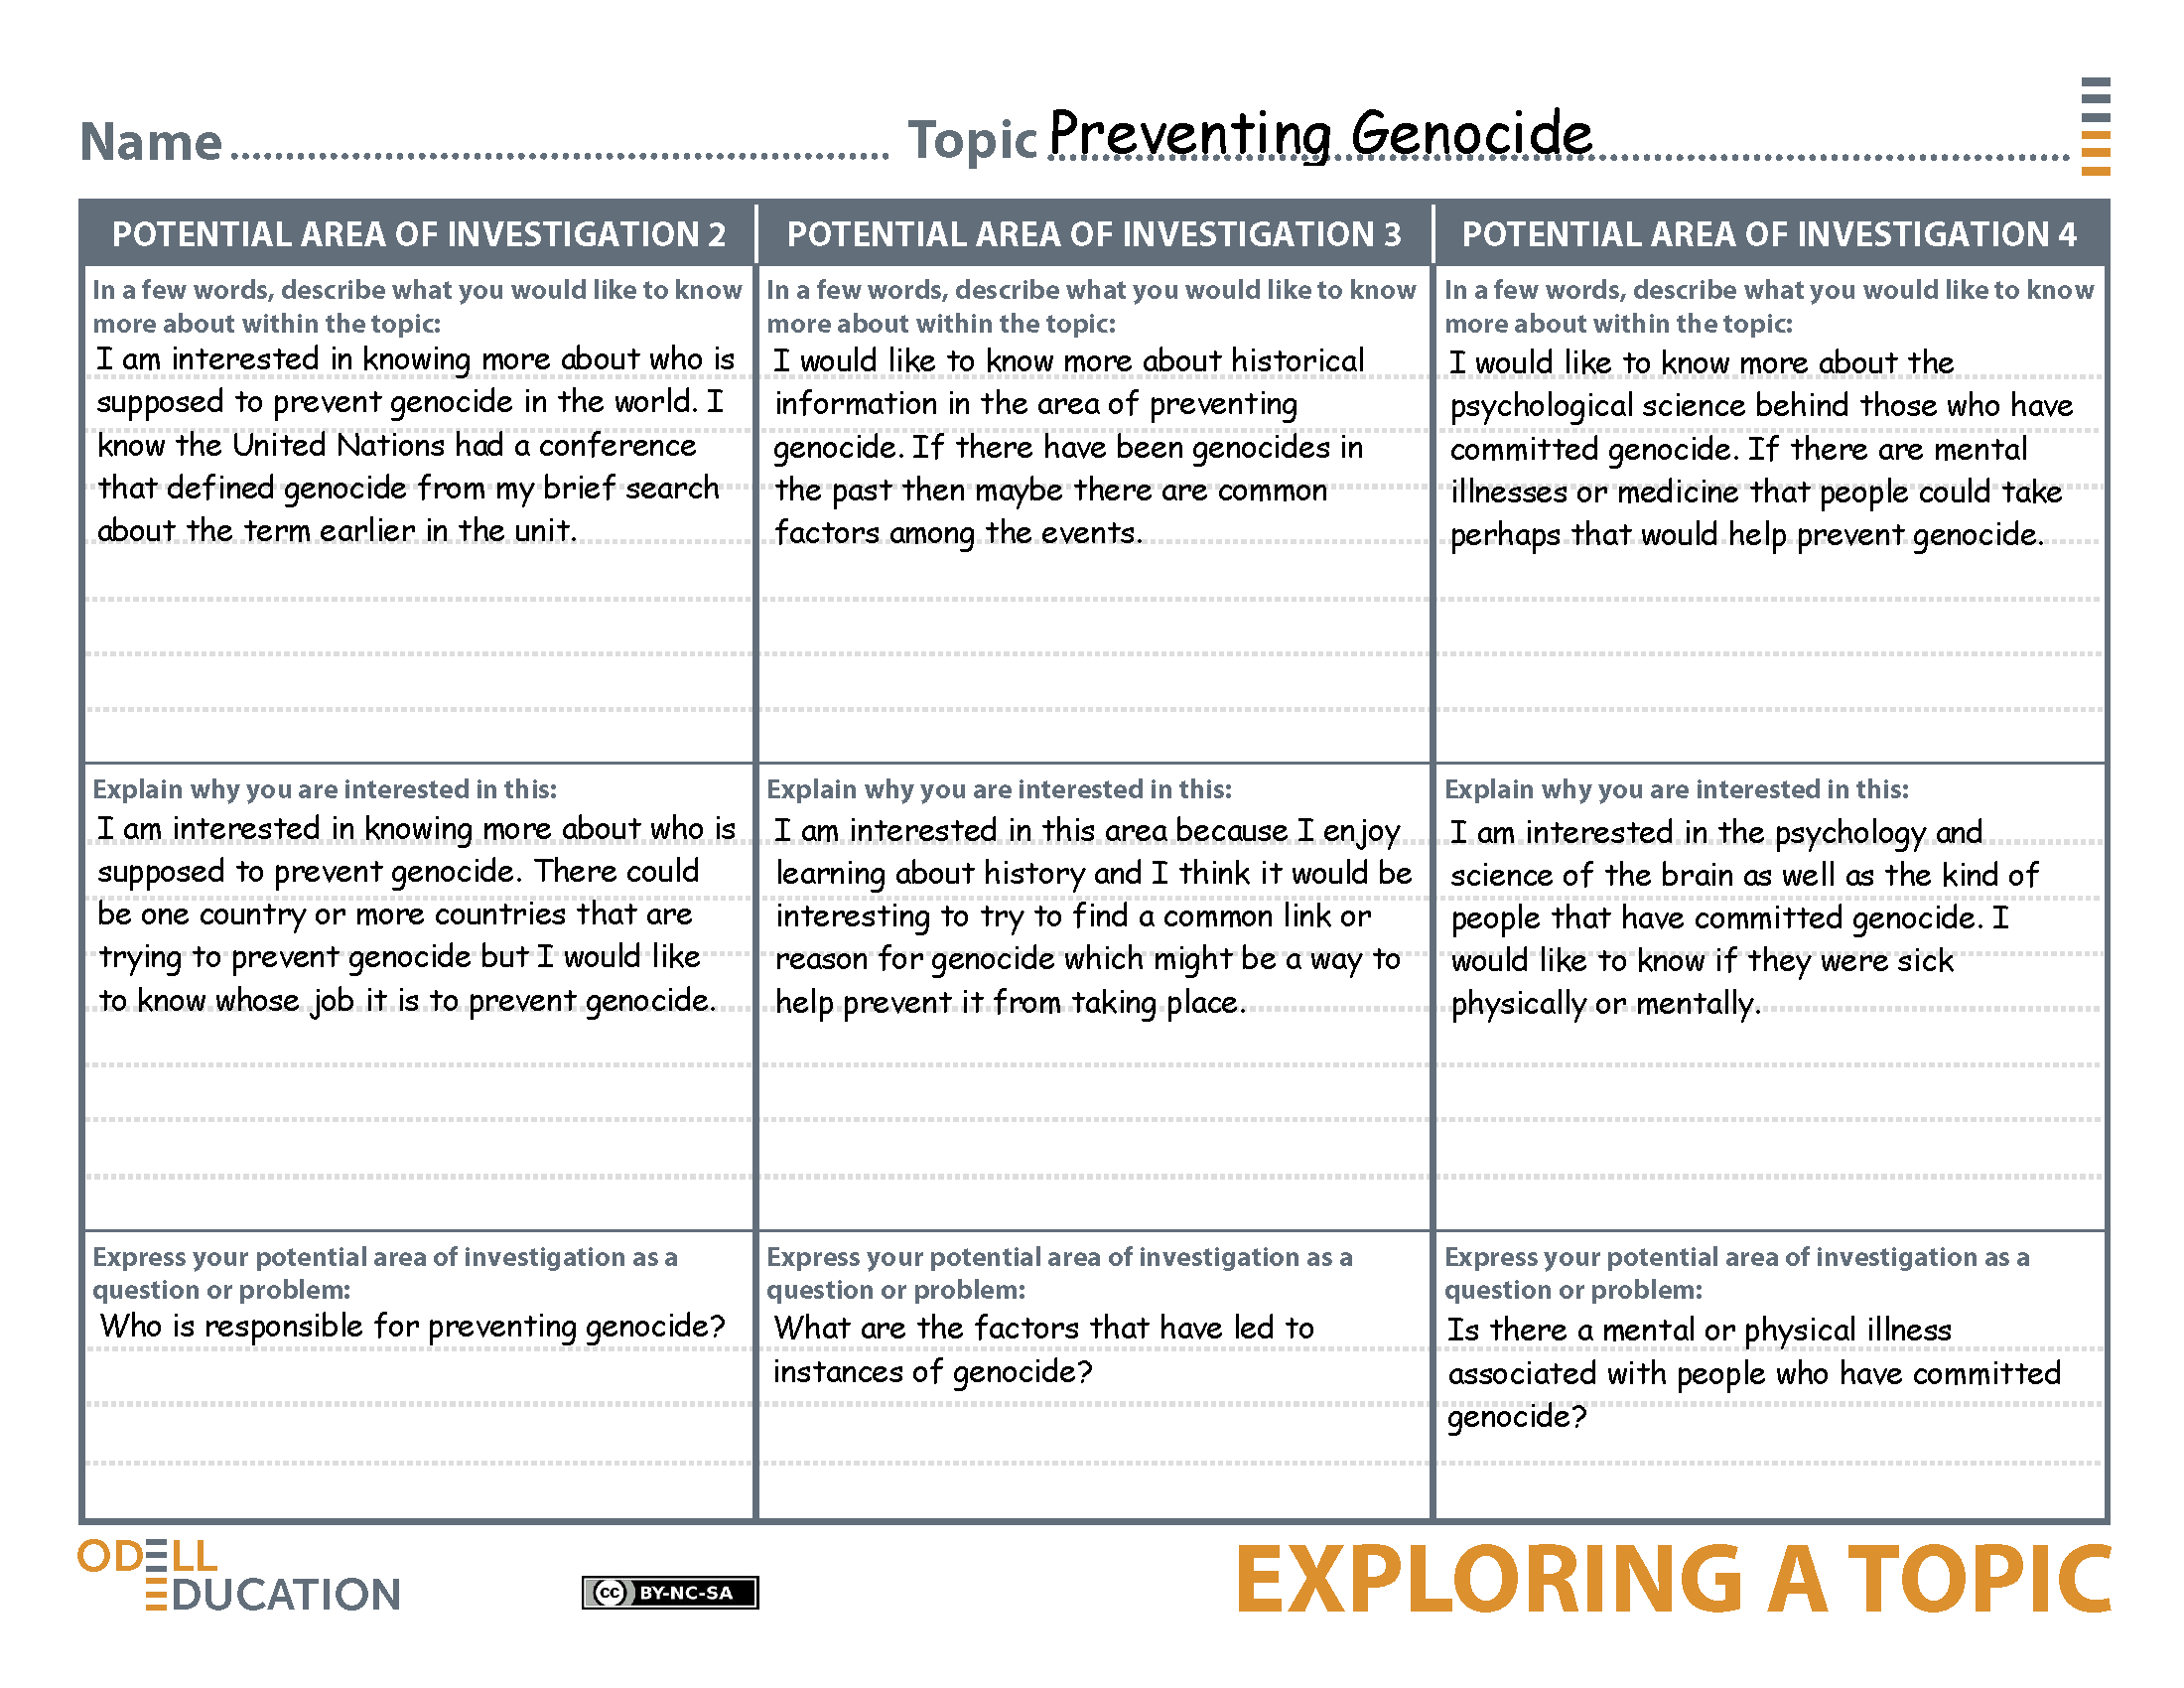 Name Topic Preventing Genocide
POTENTIAL AREA OF INVESTIGATION 2
In a few words, describe what you would like to know
more about within the topic:
I am interested in knowing more about who is
supposed to prevent genocide in the world. I
know the United Nations had a conference
that defined genocide from my brief search
about the term earlier in the unit.
Explain why you are interested in this:
I am interested in knowing more about who is
supposed to prevent genocide. There could
be one country or more countries that are
trying to prevent genocide but I would like
to know whose job it is to prevent genocide.
Express your potential area of investigation as a
question or problem:
Who is responsible for preventing genocide?
POTENTIAL AREA OF INVESTIGATION 3
In a few words, describe what you would like to know
more about within the topic:
I would like to know more about historical
information in the area of preventing
genocide. If there have been genocides in
the past then maybe there are common
factors among the events.
Explain why you are interested in this:
I am interested in this area because I enjoy
learning about history and I think it would be
interesting to try to find a common link or
reason for genocide which might be a way to
help prevent it from taking place.
Express your potential area of investigation as a
question or problem:
What are the factors that have led to
instances of genocide?
POTENTIAL AREA OF INVESTIGATION 4
In a few words, describe what you would like to know
more about within the topic:
I would like to know more about the
psychological science behind those who have
committed genocide. If there are mental
illnesses or medicine that people could take
perhaps that would help prevent genocide.
Explain why you are interested in this:
I am interested in the psychology and
science of the brain as well as the kind of
people that have committed genocide. I
would like to know if they were sick
physically or mentally.
Express your potential area of investigation as a
question or problem:
Is there a mental or physical illness
associated with people who have committed
genocide?
ODELL
EDUCATION
cc BY-NC-SA
EXPLORING A TOPIC